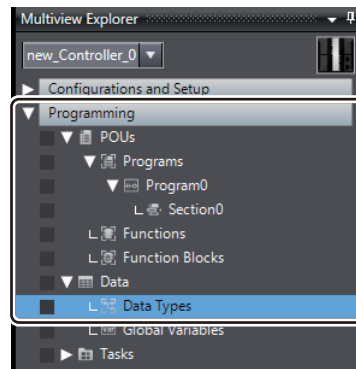 Multiview Explorer
new_Controller_0
Configurations and Setup
Programming
POUs
Programs
Program0
Section0
Functions
Function Blocks
Data
Data Types
Global Variables
Tasks